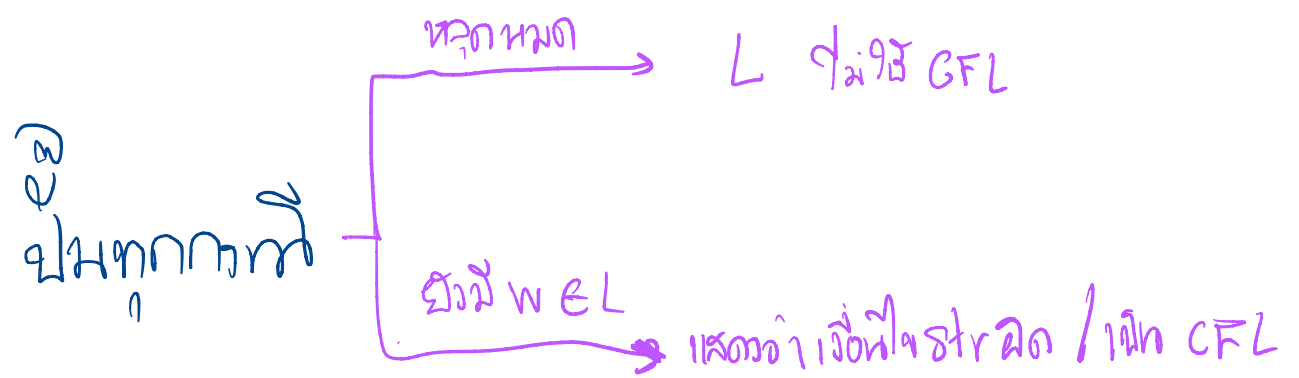 หลุดหมด
L ไม่ใช่ CFL
ปั๊มทุกกรณี
ยังมี w ∈ L
แสดงว่า เงื่อนไข str ผิด / เป็น CFL